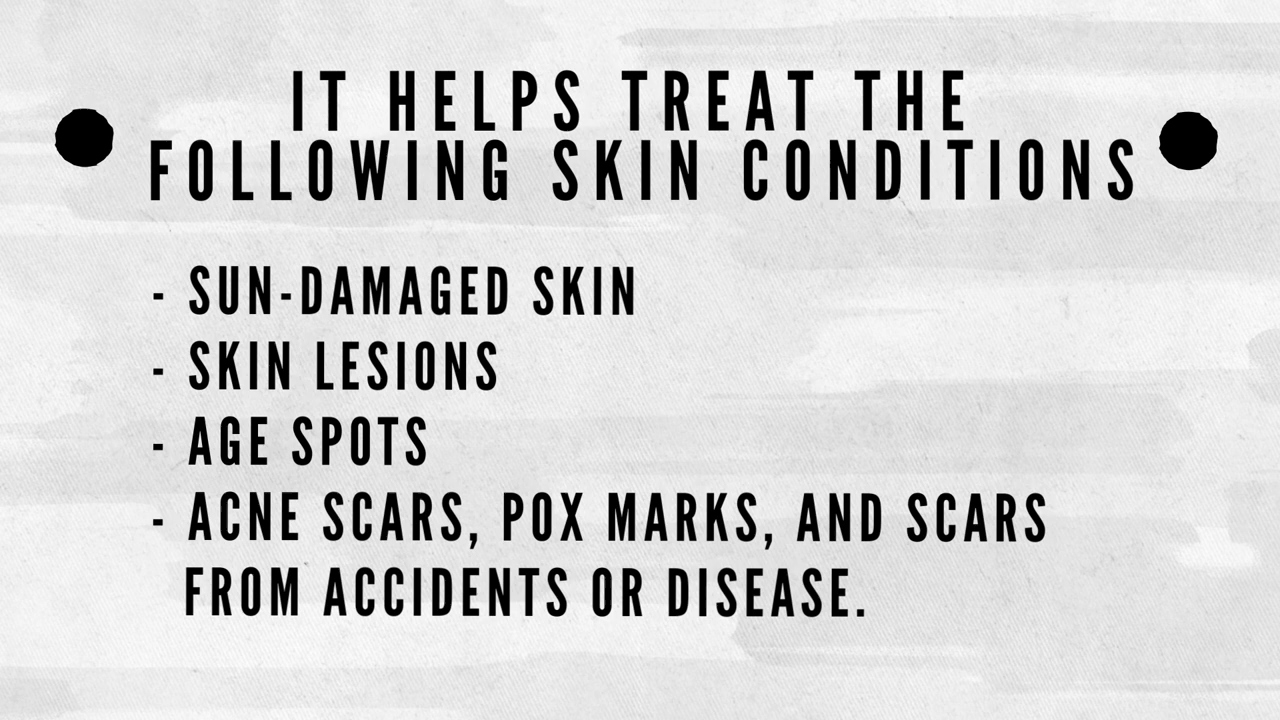 IT HELPS TREAT THE
FOLLOWING SKIN CONDITIONS
- SUN-DAMAGED SKIN
- SKIN LESIONS
- AGE SPOTS
- ACNE SCARS, POX MARKS, AND SCARS
FROM ACCIDENTS OR DISEASE.